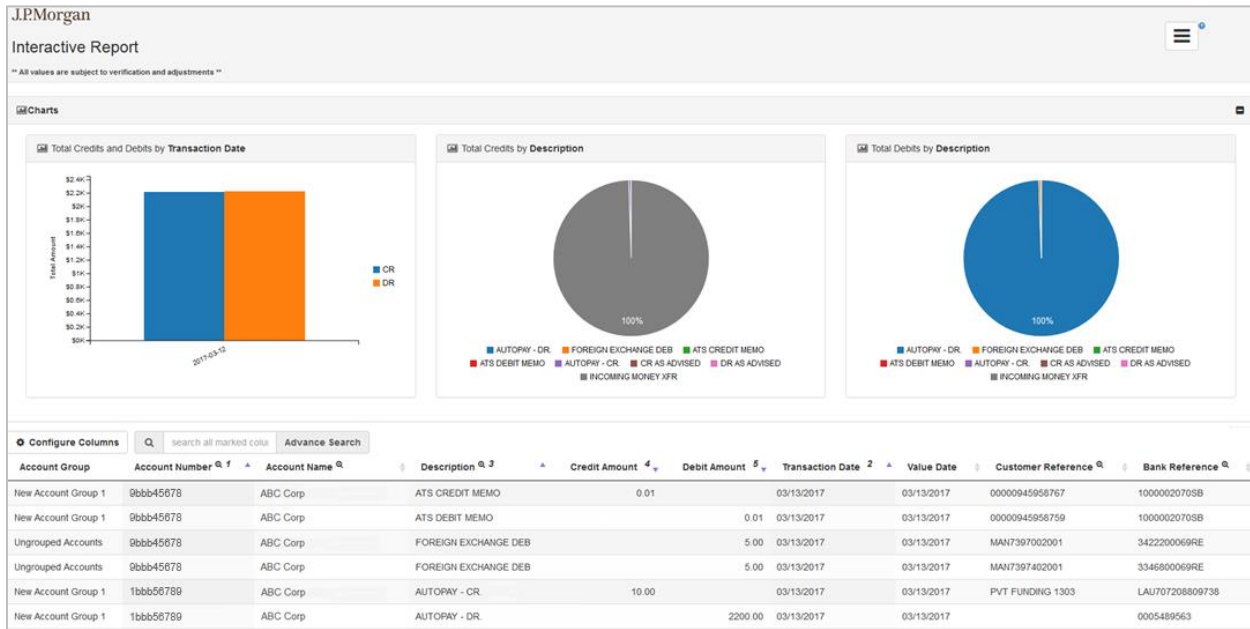 J.P.Morgan
Interactive Report
** All values are subject to verification and adjustments **
Charts
Total Credits and Debits by Transaction Date
Total Credits by Description
Total Debits by Description
$2.4K
$2.2K
$2K
$1.8K
$1.6K
$1.4K
$1.2K
$1K
$0.8K
$0.6K
$0.4K
$0.2K
$0K
Total Amount
2017-03-12
CR
DR
100%
AUTOPAY - DR. FOREIGN EXCHANGE DEB ATS CREDIT MEMO
ATS DEBIT MEMO AUTOPAY - CR. CR AS ADVISED DR AS ADVISED
INCOMING MONEY XFR
100%
AUTOPAY - DR. FOREIGN EXCHANGE DEB ATS CREDIT MEMO
ATS DEBIT MEMO AUTOPAY - CR. CR AS ADVISED DR AS ADVISED
INCOMING MONEY XFR
Configure Columns search all marked colu Advance Search
Account Group Account Number 1 Account Name Description 3 Credit Amount 4 Debit Amount 5 Transaction Date 2 Value Date Customer Reference Bank Reference
New Account Group 1 9bbb45678 ABC Corp ATS CREDIT MEMO 0.01 03/13/2017 03/13/2017 00000945958767 1000002070SB
New Account Group 1 9bbb45678 ABC Corp ATS DEBIT MEMO 0.01 03/13/2017 03/13/2017 00000945958759 1000002070SB
Ungrouped Accounts 9bbb45678 ABC Corp FOREIGN EXCHANGE DEB 5.00 03/13/2017 03/13/2017 MAN7397002001 3422200069RE
Ungrouped Accounts 9bbb45678 ABC Corp FOREIGN EXCHANGE DEB 5.00 03/13/2017 03/13/2017 MAN7397402001 3346800069RE
New Account Group 1 1bbb56789 ABC Corp AUTOPAY - CR. 10.00 03/13/2017 03/13/2017 PVT FUNDING 1303 LAU707208809738
New Account Group 1 1bbb56789 ABC Corp AUTOPAY - DR. 2200.00 03/13/2017 03/13/2017 0005489563